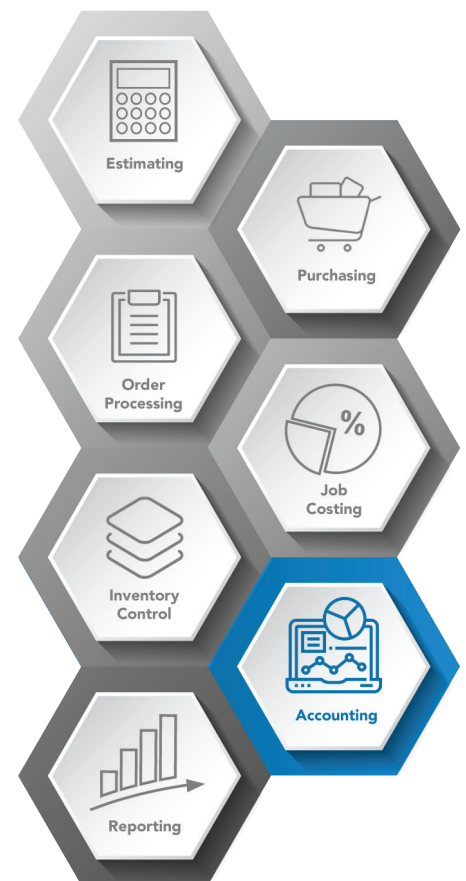 Estimating
Purchasing
Order
Processing
%
Job
Costing
Inventory
Control
Accounting
Reporting